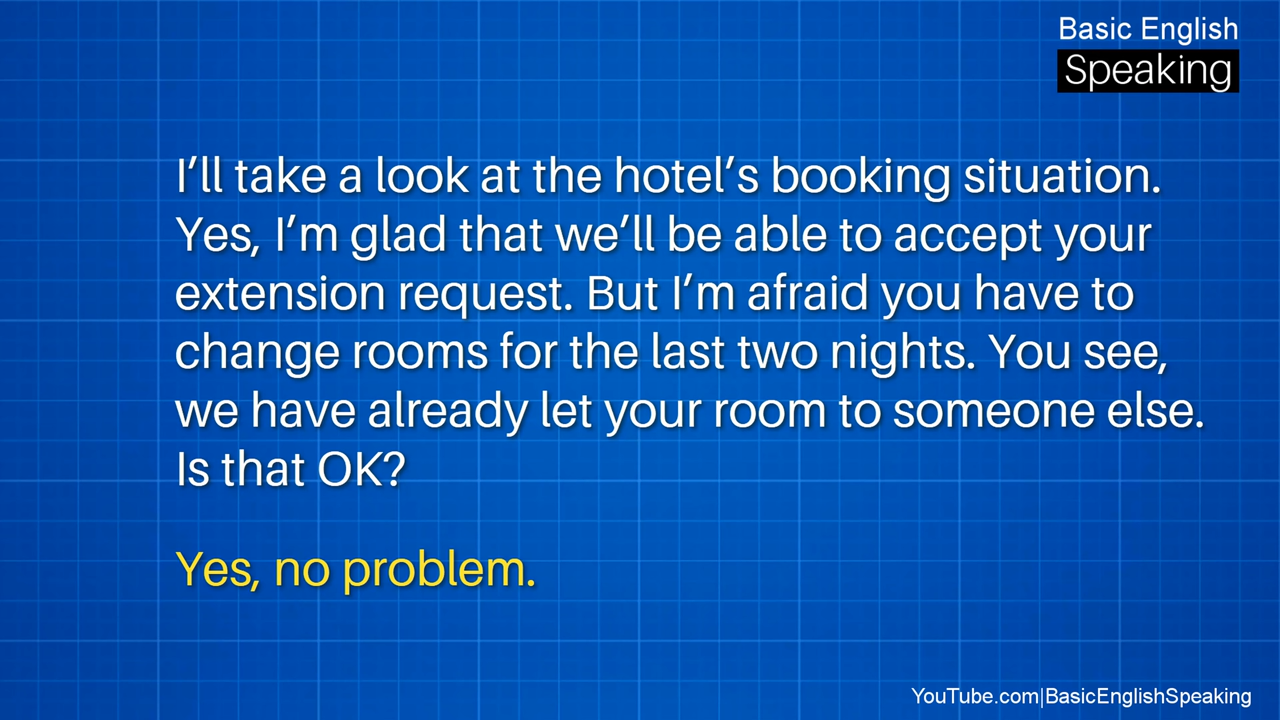 Basic English
Speaking
I’ll take a look at the hotel’s booking situation.
Yes, I’m glad that we’ll be able to accept your
extension request. But I’m afraid you have to
change rooms for the last two nights. You see,
we have already let your room to someone else.
Is that OK?
Yes, no problem.
YouTube.com|BasicEnglishSpeaking